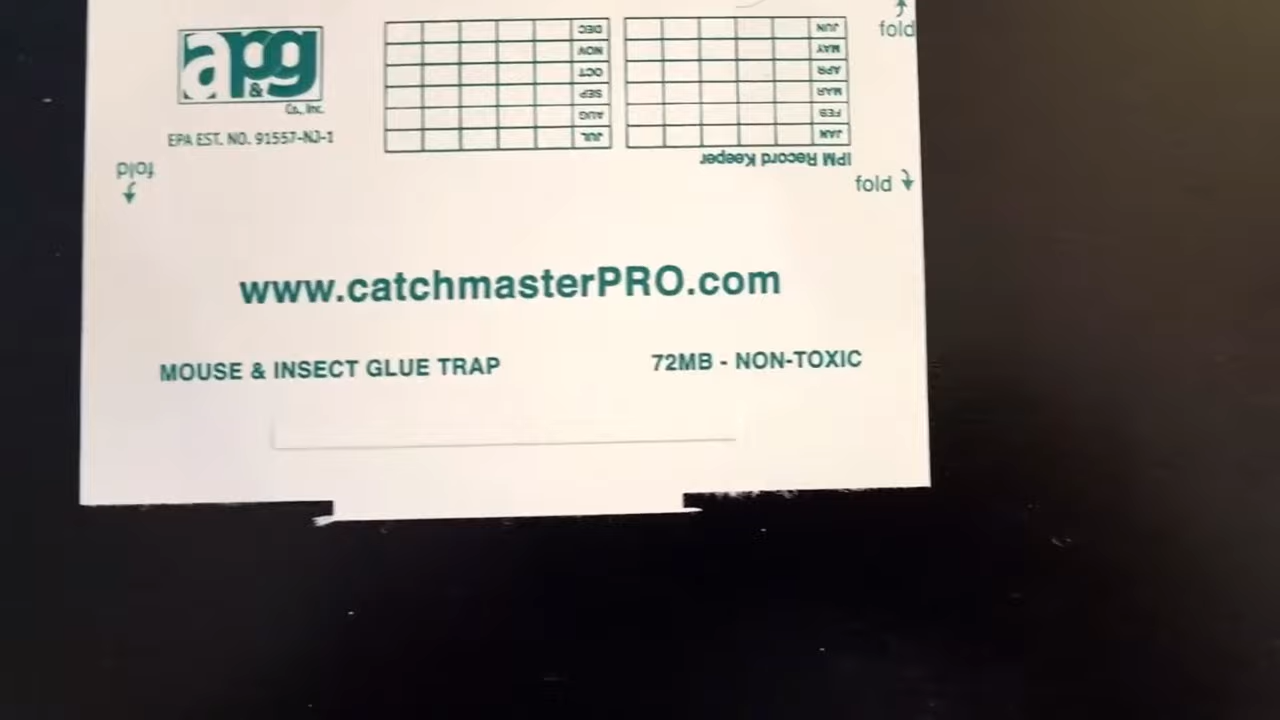 ap&g
Co., Inc.
EPA EST. NO. 91557-NJ-1
DEC
NOV
OCT
SEP
AUG
JUL
JUN
MAY
APR
MAR
FEB
JAN
IPM Record Keeper
fold
fold
fold
www.catchmasterPRO.com
MOUSE & INSECT GLUE TRAP
72MB - NON-TOXIC